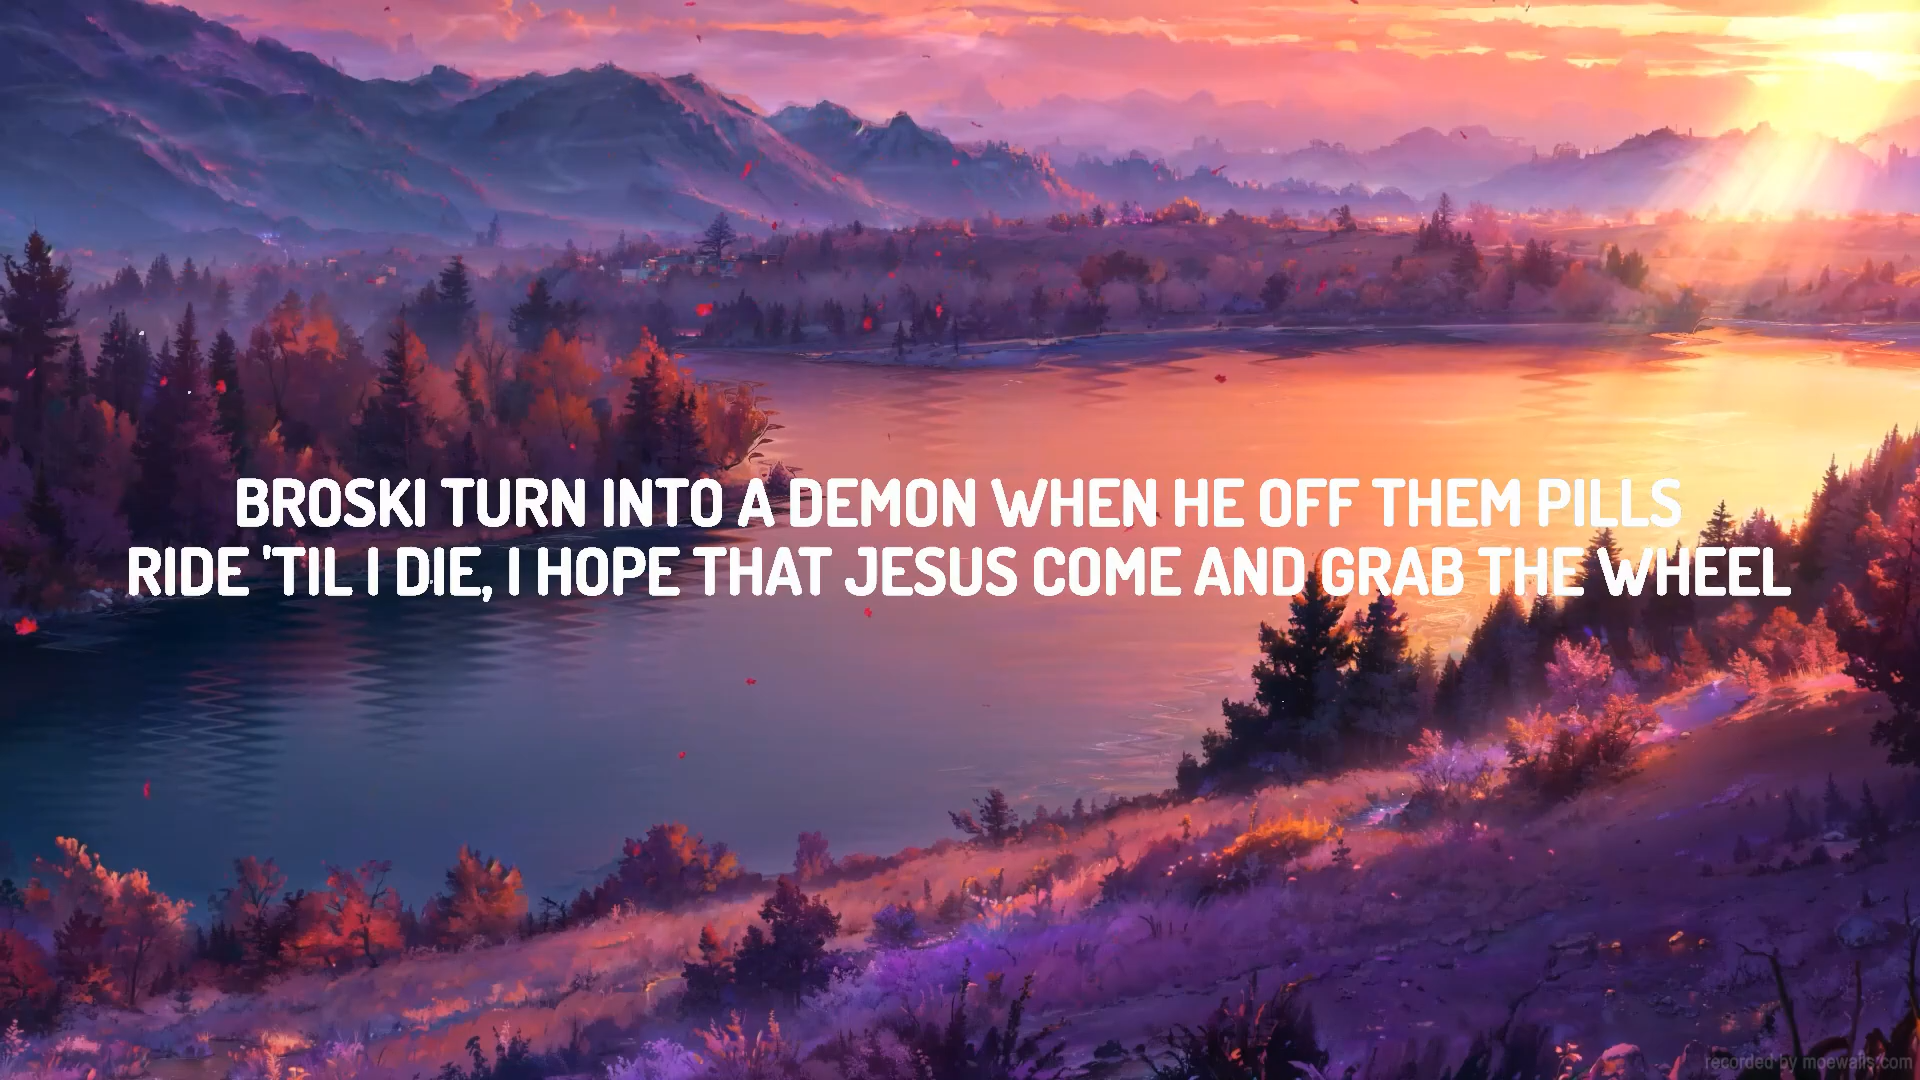 BROSKI TURN INTO A DEMON WHEN HE OFF THEM PILLS
RIDE 'TIL I DIE, I HOPE THAT JESUS COME AND GRAB THE WHEEL
recorded by moewalls.com